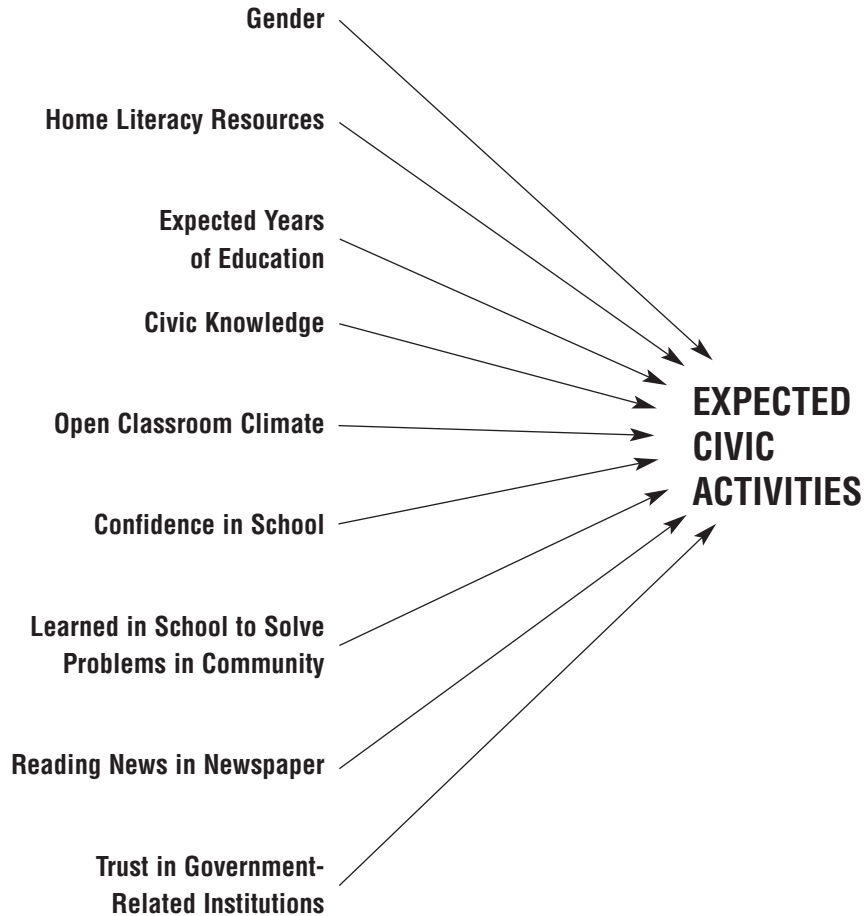 Gender
Home Literacy Resources
Expected Years
of Education
Civic Knowledge
Open Classroom Climate
Confidence in School
Learned in School to Solve
Problems in Community
Reading News in Newspaper
Trust in Government-
Related Institutions
EXPECTED
CIVIC
ACTIVITIES